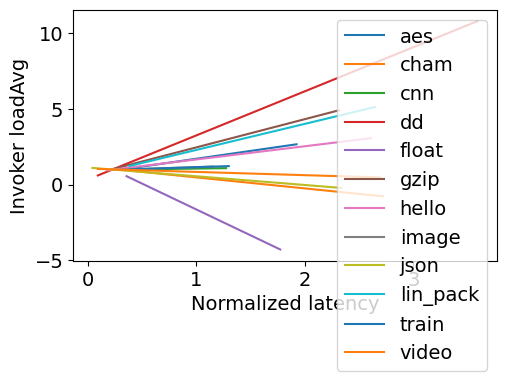 10
5
0
−5
Invoker loadAvg
0
1
2
3
Normalized latency
aes
cham
cnn
dd
float
gzip
hello
image
json
lin_pack
train
video